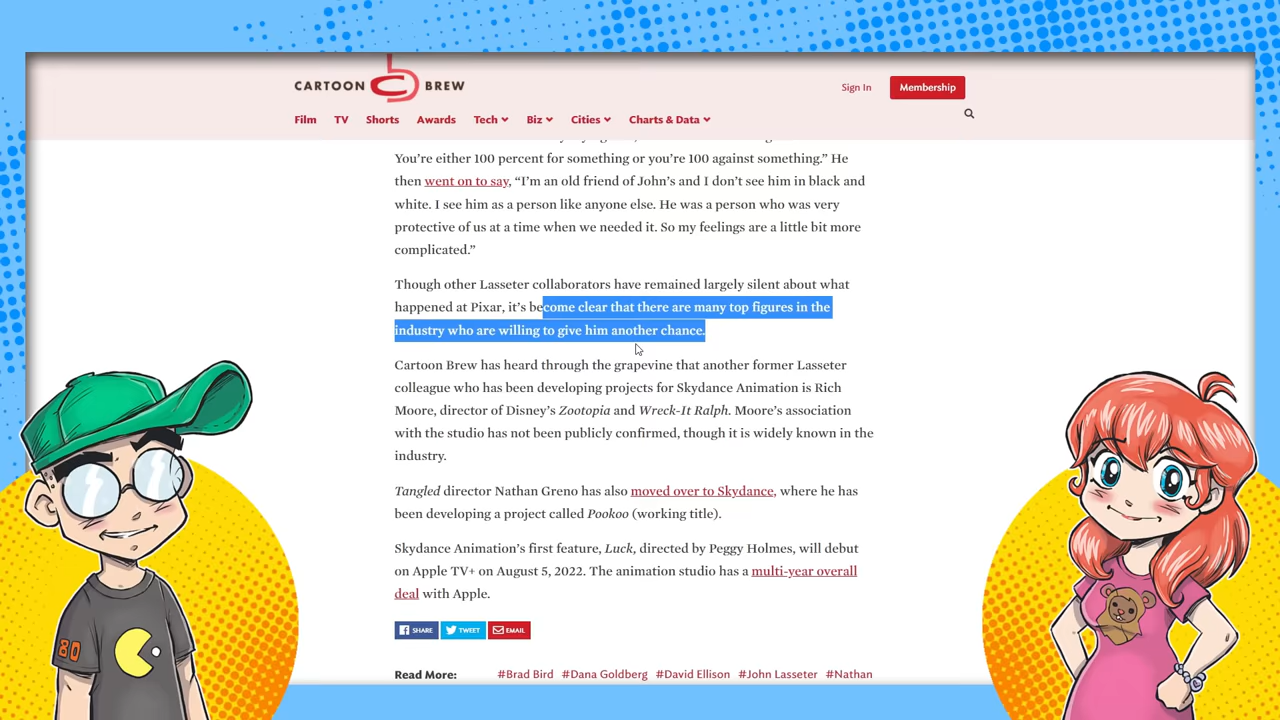 CARTOON BREW
Sign In
Membership
Film TV Shorts Awards Tech Biz Cities Charts & Data
You’re either 100 percent for something or you’re 100 against something.” He
then went on to say, “I’m an old friend of John’s and I don’t see him in black and
white. I see him as a person like anyone else. He was a person who was very
protective of us at a time when we needed it. So my feelings are a little bit more
complicated.”
Though other Lasseter collaborators have remained largely silent about what
happened at Pixar, it’s become clear that there are many top figures in the
industry who are willing to give him another chance.
Cartoon Brew has heard through the grapevine that another former Lasseter
colleague who has been developing projects for Skydance Animation is Rich
Moore, director of Disney’s Zootopia and Wreck-It Ralph. Moore’s association
with the studio has not been publicly confirmed, though it is widely known in the
industry.
Tangled director Nathan Greno has also moved over to Skydance, where he has
been developing a project called Pookoo (working title).
Skydance Animation’s first feature, Luck, directed by Peggy Holmes, will debut
on Apple TV+ on August 5, 2022. The animation studio has a multi-year overall
deal with Apple.
SHARE TWEET EMAIL
Read More: #Brad Bird #Dana Goldberg #David Ellison #John Lasseter #Nathan
80